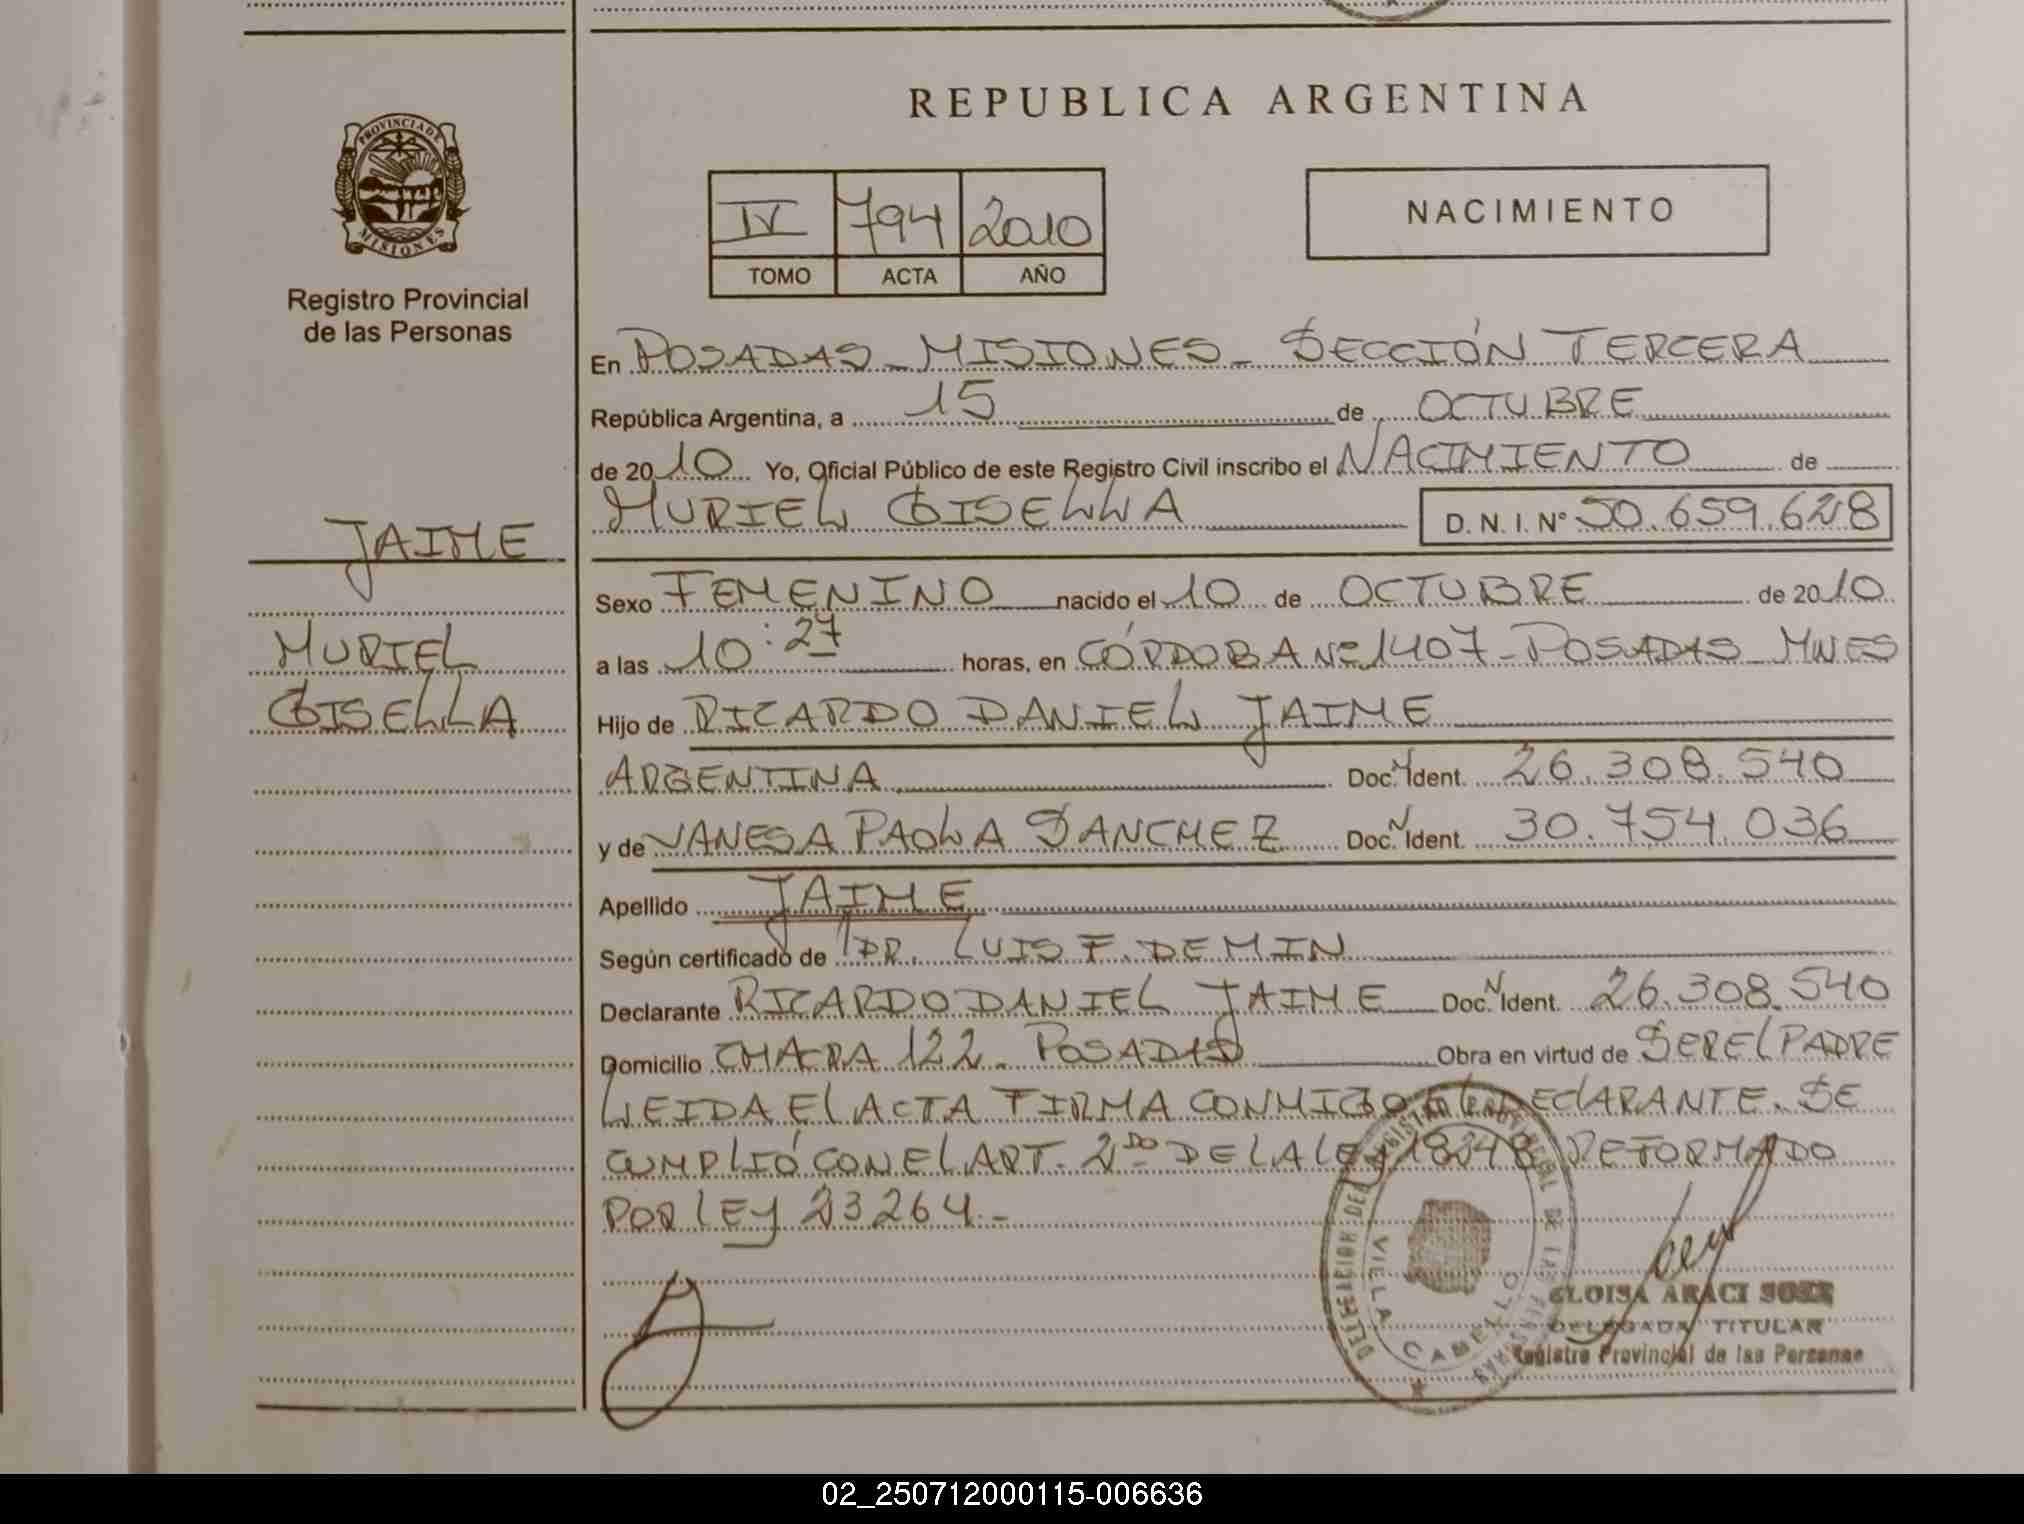 REPUBLICA ARGENTINA
PROVINCIA DE
MISIONES
Registro Provincial
de las Personas
IV 794 2010
TOMO ACTA AÑO
NACIMIENTO
En POSADAS - MISIONES - SECCIÓN TERCERA
República Argentina, a 15 de OCTUBRE
de 2010 Yo, Oficial Público de este Registro Civil inscribo el NACIMIENTO de
MURIEL GISELLA D.N.I. Nº 50.659.628
JAIME
MURIEL
GISELLA
Sexo FEMENINO nacido el 10 de OCTUBRE de 2010
a las 10:27 horas, en CÓRDOBA Nº 1407 - POSADAS - MNES
Hijo de RICARDO DANIEL JAIME
ARGENTINA Doc. Ident. 26.308.540
y de VANESA PAOLA SANCHEZ Doc. Ident. 30.754.036
Apellido JAIME
Según certificado de DR. LUIS F. DEMIN
Declarante RICARDO DANIEL JAIME Doc. Ident. 26.308.540
Domicilio CHACRA 122 - POSADAS Obra en virtud de SER EL PADRE
LEIDA EL ACTA FIRMA CONMIGO EL DECLARANTE. SE
CUMPLIÓ CON EL ART. 2DO DE LA LEY 18248 REFORMADO
POR LEY 23264.-
VILLA CABELLO
ELOISA ARACI SOSA
DELEGADA TITULAR
Registro Provincial de las Personas
02_250712000115-006636